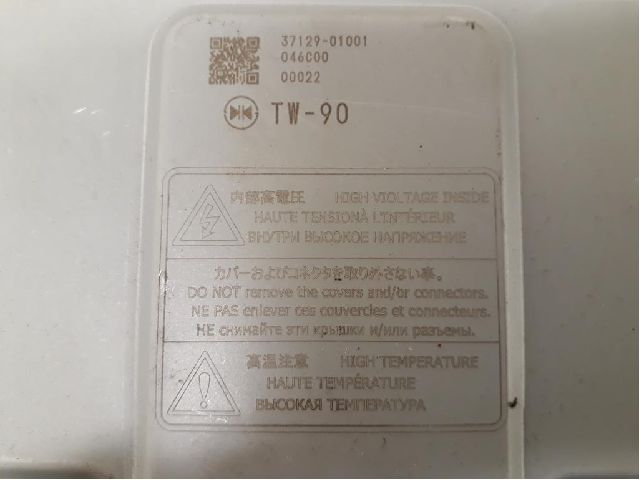 37129-01001
046C00
00022
TW-90
内部高電圧 HIGH VIOLTAGE INSIDE
HAUTE TENSIONÀ L'INTÉRIEUR
ВНУТРИ ВЫСОКОЕ НАПРЯЖЕНИЕ
カバーおよびコネクタを取り外さない事。
DO NOT remove the covers and/br connectors.
NE PAS enlever ces couvercles et connecteurs.
НЕ снимайте эти крышки и/или разъемы.
高温注意 HIGH TEMPERATURE
HAUTE TEMPÉRATURE
ВЫСОКАЯ ТЕМПЕРАТУРА